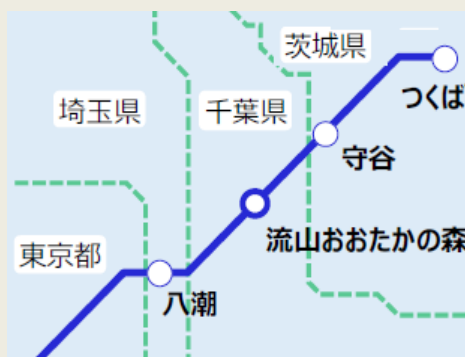 茨城県
つくば
埼玉県
千葉県
守谷
流山おおたかの森
東京都
八潮